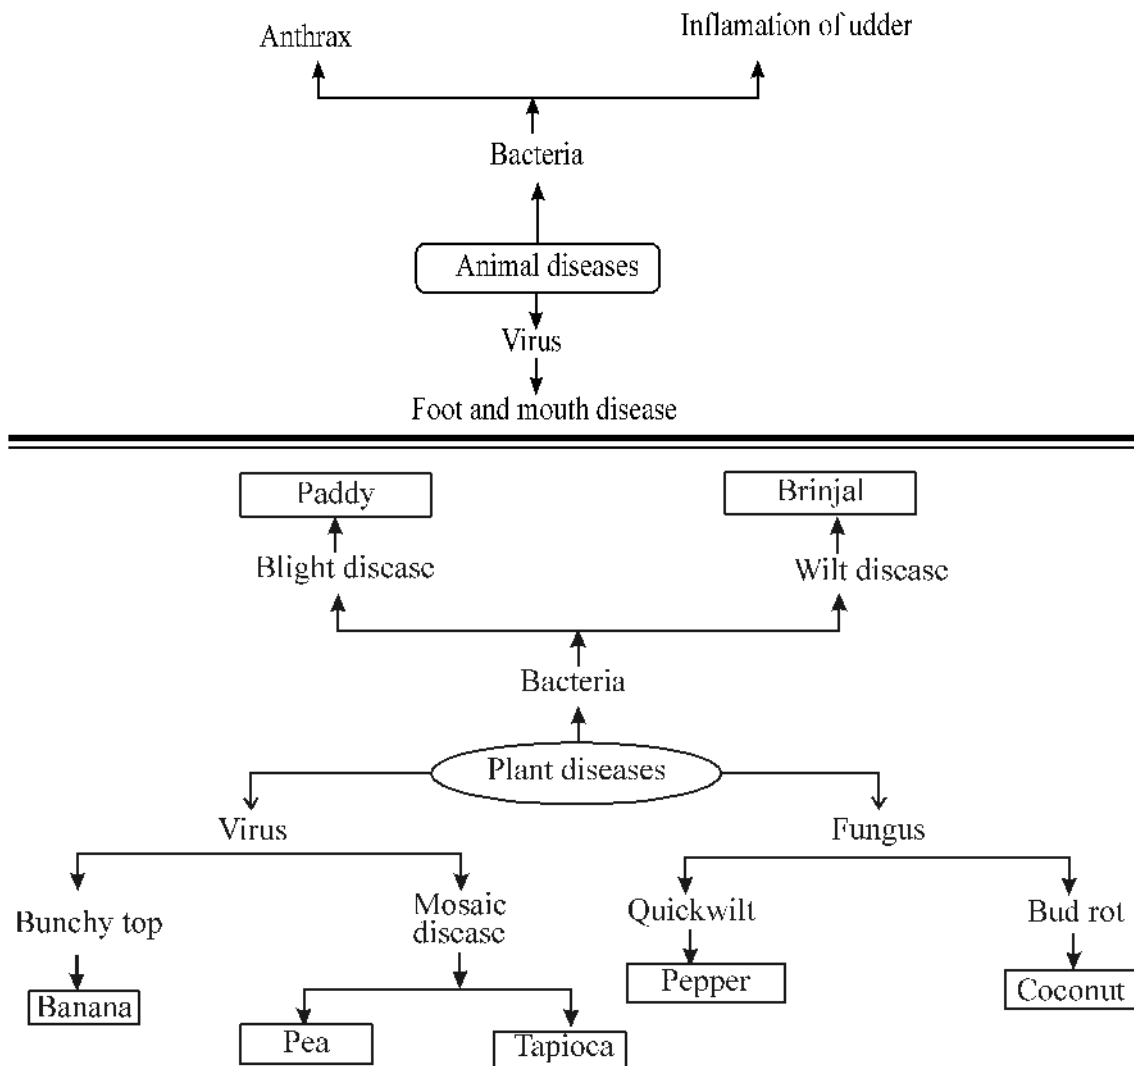 Anthrax
Inflamation of udder
Bacteria
Animal diseases
Virus
Foot and mouth disease
Paddy
Brinjal
Blight disease
Wilt disease
Bacteria
Plant diseases
Virus
Fungus
Bunchy top
Mosaic
disease
Quickwilt
Bud rot
Banana
Pea
Tapioca
Pepper
Coconut